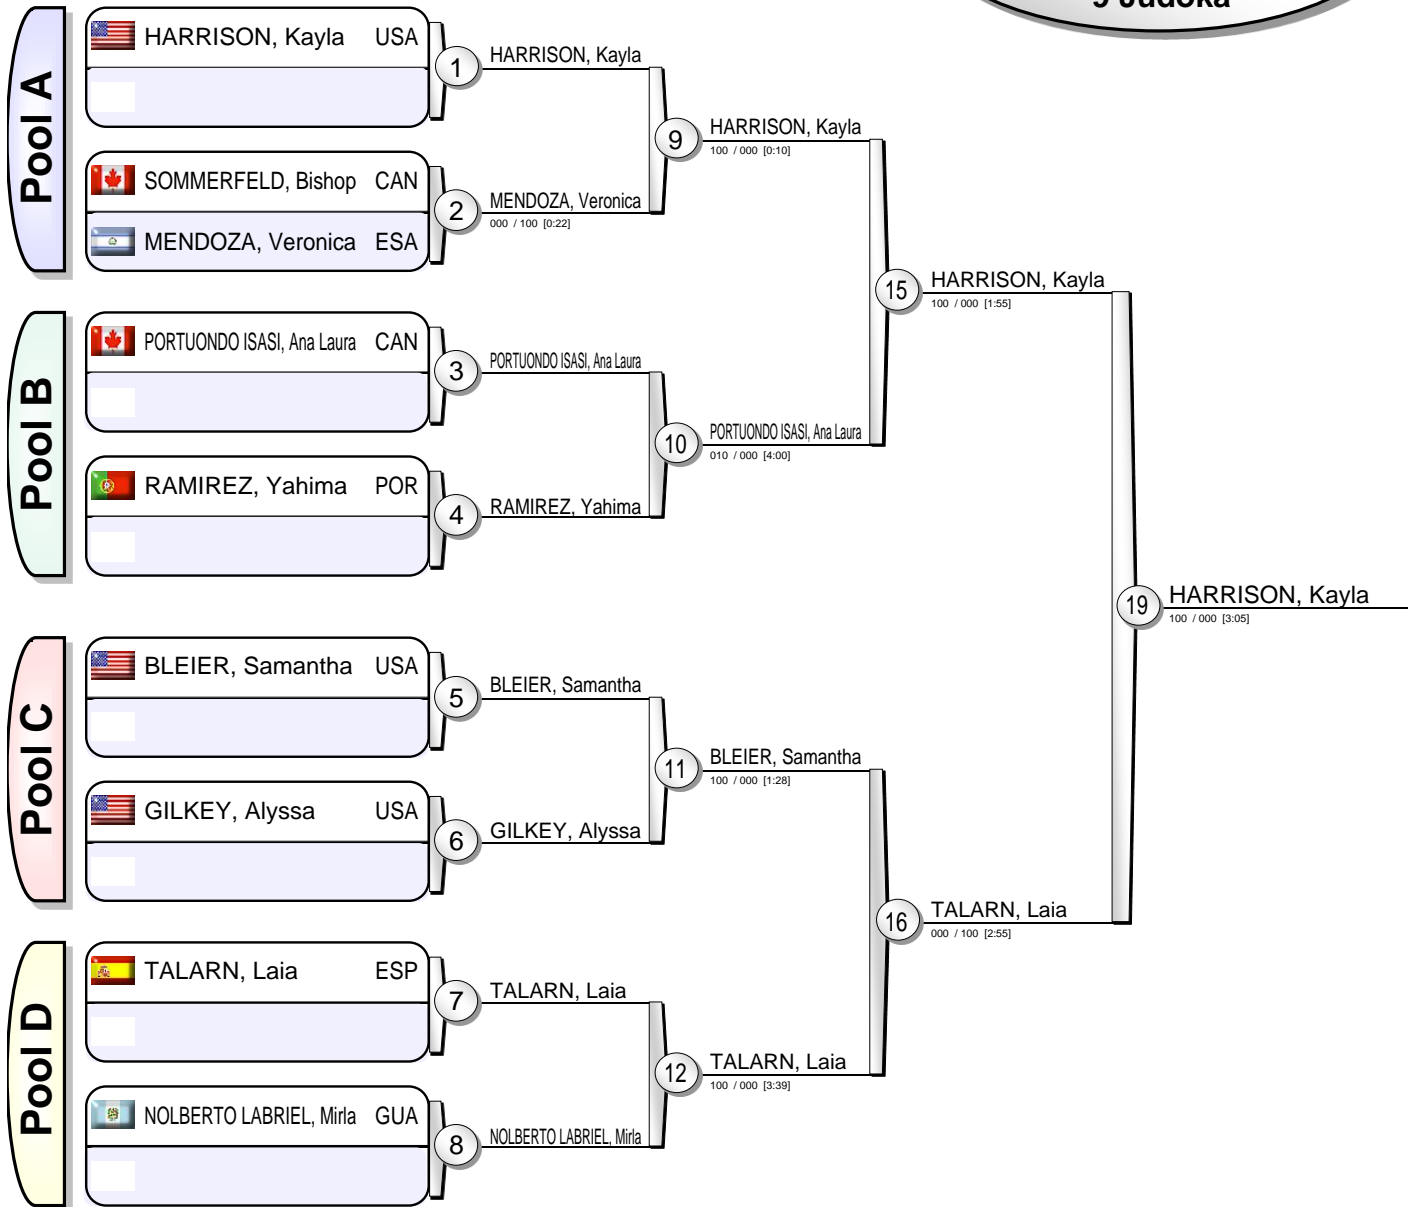 9 Judoka
Pool A
HARRISON, Kayla USA
1
HARRISON, Kayla
SOMMERFELD, Bishop CAN
MENDOZA, Veronica ESA
2
MENDOZA, Veronica
000 / 100 [0:22]
9
HARRISON, Kayla
100 / 000 [0:10]
Pool B
PORTUONDO ISASI, Ana Laura CAN
3
PORTUONDO ISASI, Ana Laura
RAMIREZ, Yahima POR
4
RAMIREZ, Yahima
10
PORTUONDO ISASI, Ana Laura
010 / 000 [4:00]
15
HARRISON, Kayla
100 / 000 [1:55]
Pool C
BLEIER, Samantha USA
5
BLEIER, Samantha
GILKEY, Alyssa USA
6
GILKEY, Alyssa
11
BLEIER, Samantha
100 / 000 [1:28]
Pool D
TALARN, Laia ESP
7
TALARN, Laia
NOLBERTO LABRIEL, Mirla GUA
8
NOLBERTO LABRIEL, Mirla
12
TALARN, Laia
100 / 000 [3:39]
16
TALARN, Laia
000 / 100 [2:55]
19
HARRISON, Kayla
100 / 000 [3:05]